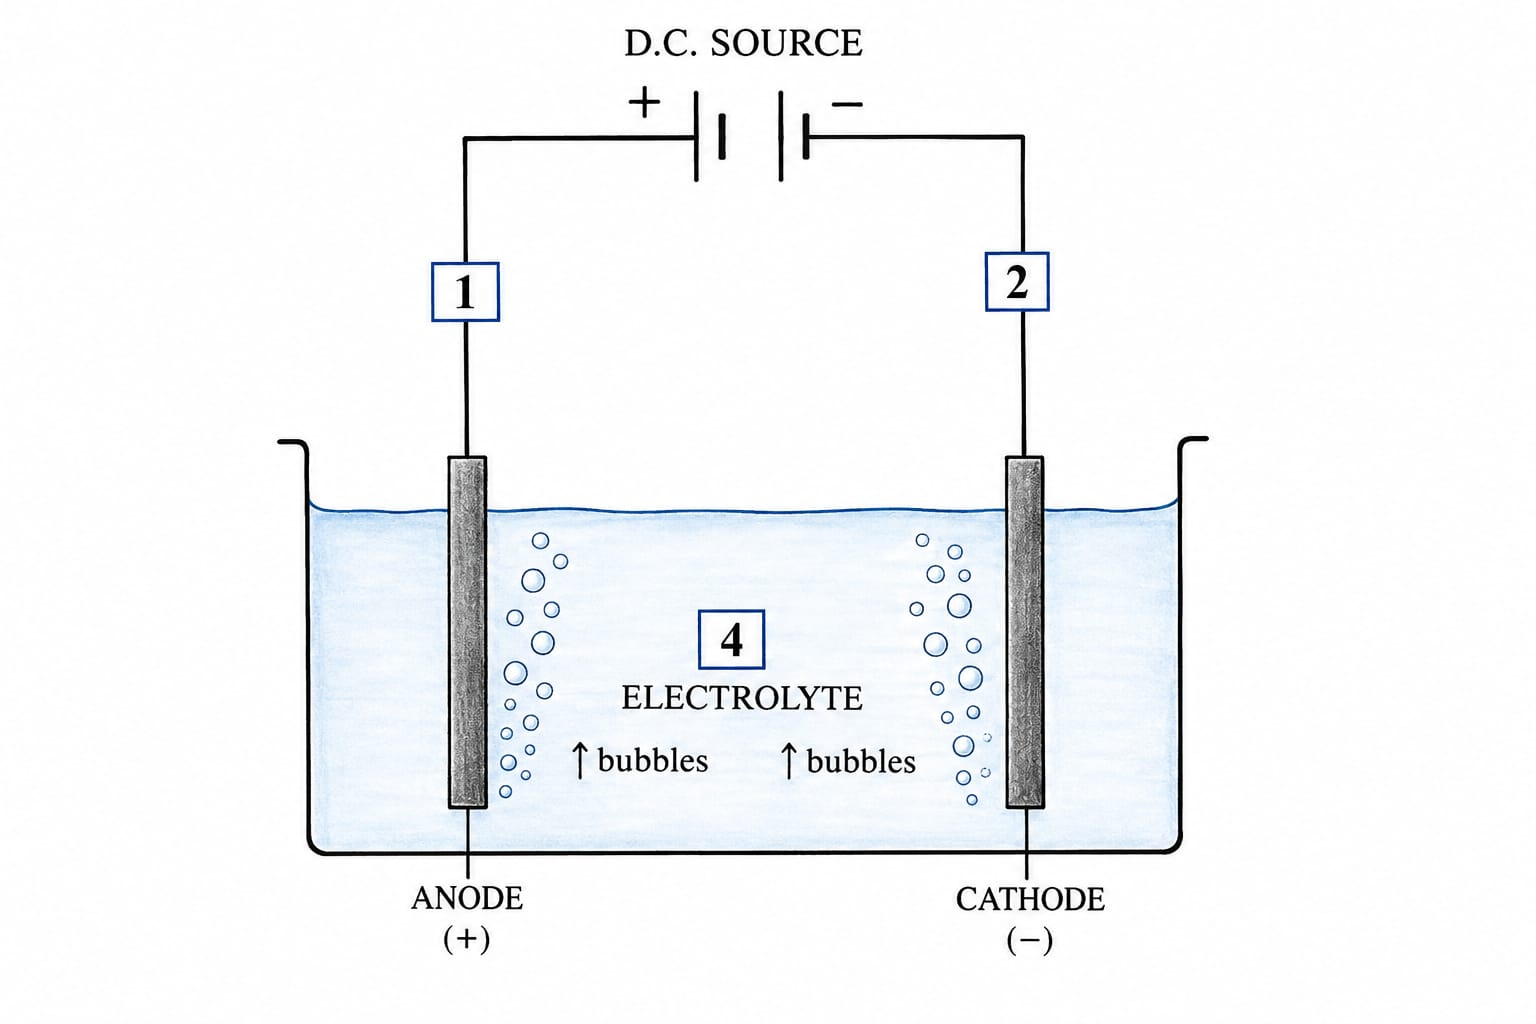 D.C. SOURCE
+ −
1
2
4
ELECTROLYTE
↑ bubbles ↑ bubbles
ANODE
(+)
CATHODE
(−)